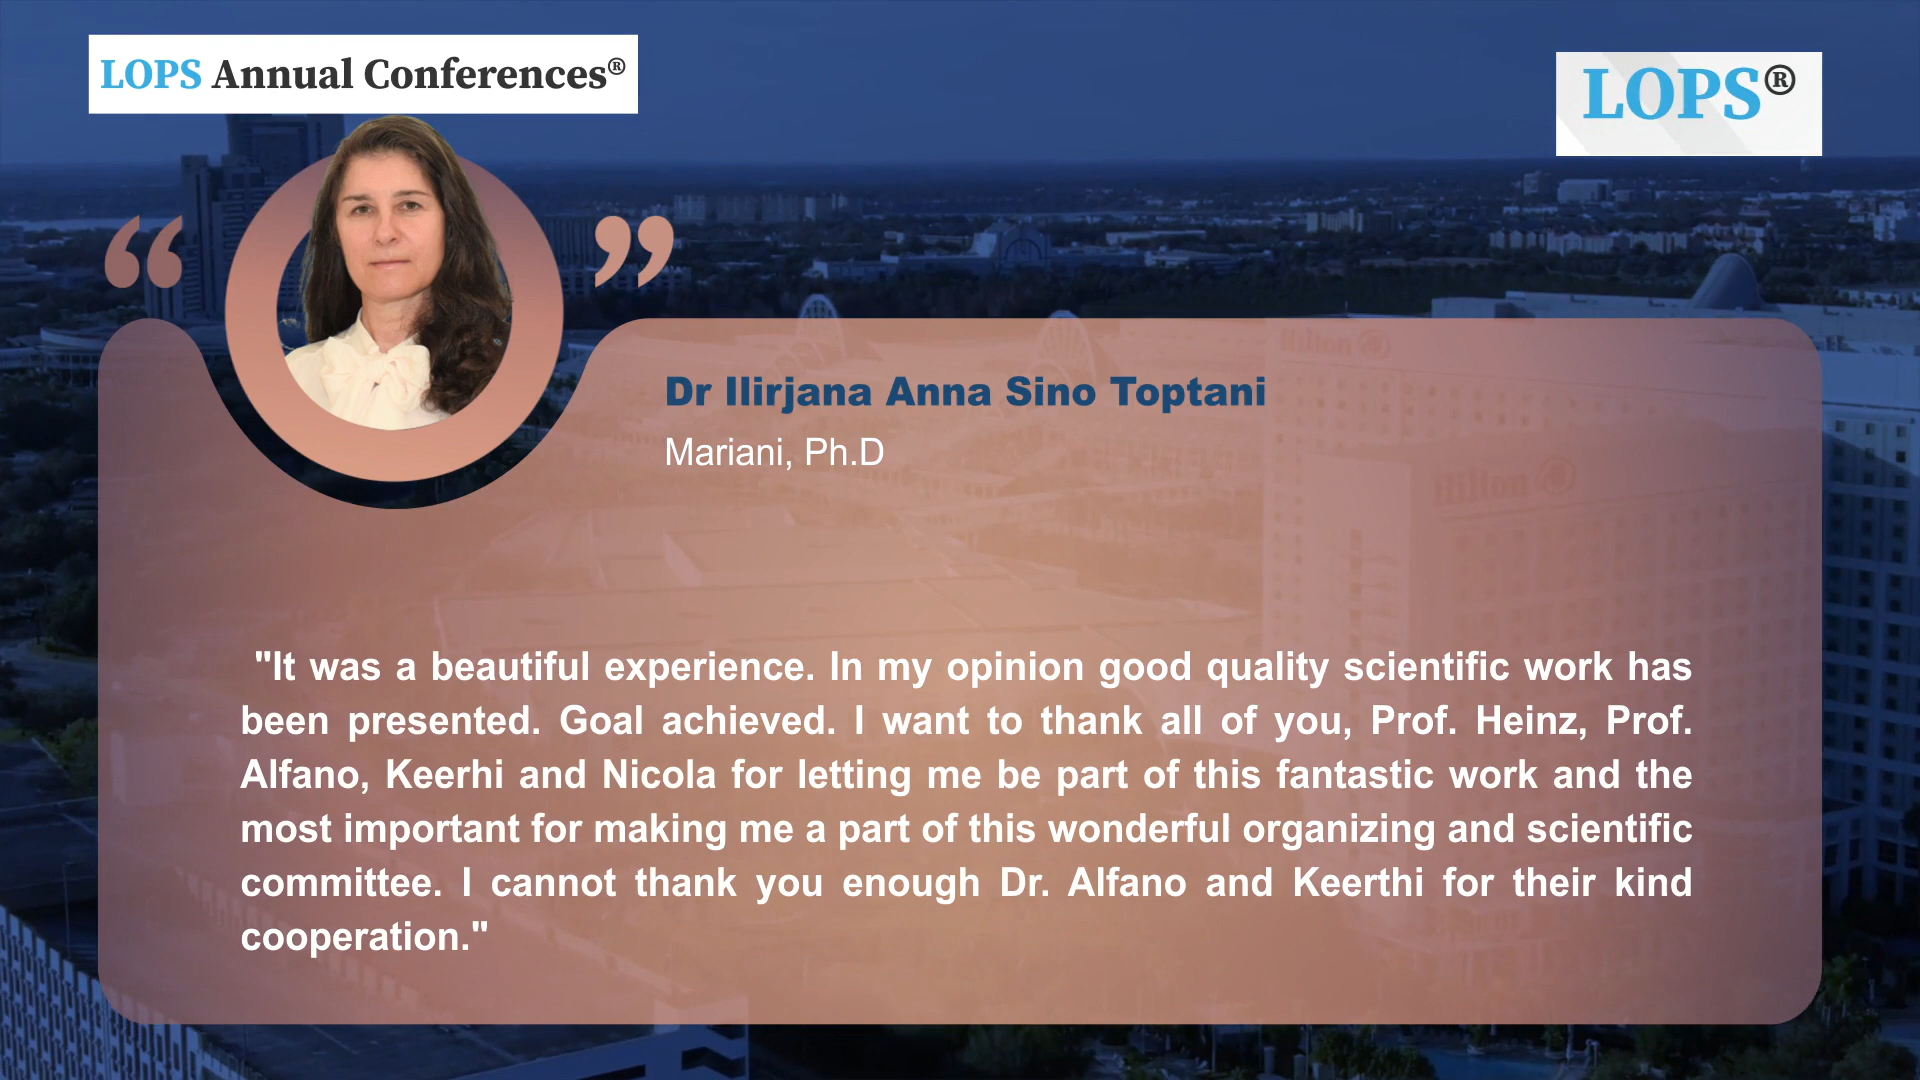 LOPS Annual Conferences®
LOPS®
“ ”
Hilton
Dr Ilirjana Anna Sino Toptani
Mariani, Ph.D
Hilton
"It was a beautiful experience. In my opinion good quality scientific work has
been presented. Goal achieved. I want to thank all of you, Prof. Heinz, Prof.
Alfano, Keerhi and Nicola for letting me be part of this fantastic work and the
most important for making me a part of this wonderful organizing and scientific
committee. I cannot thank you enough Dr. Alfano and Keerthi for their kind
cooperation."